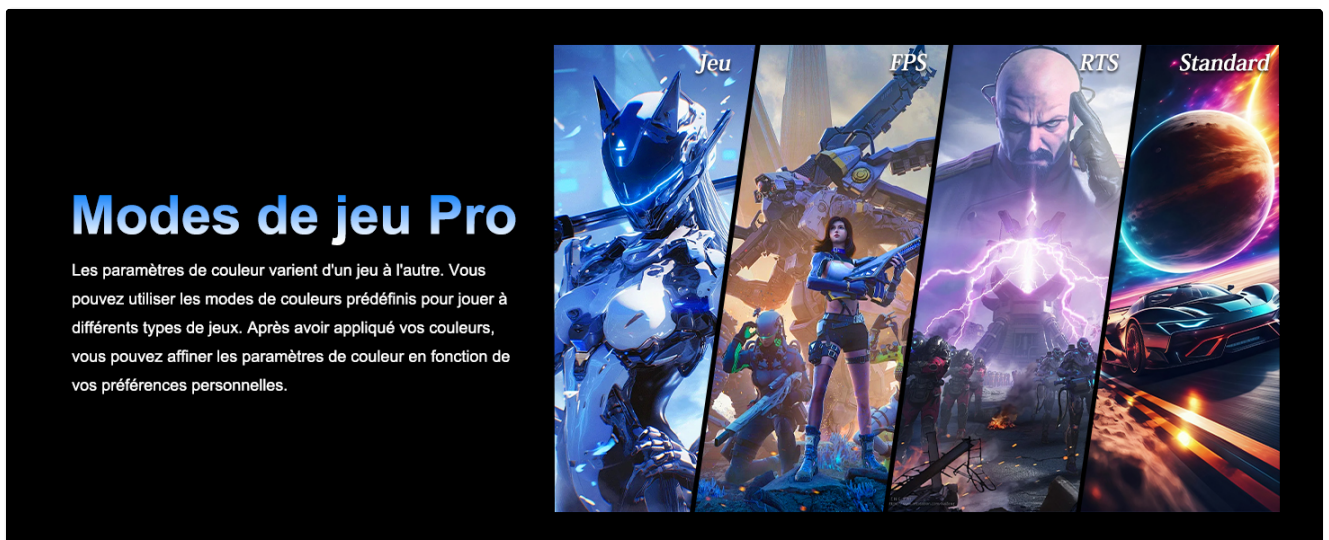 Modes de jeu Pro
Les paramètres de couleur varient d'un jeu à l'autre. Vous
pouvez utiliser les modes de couleurs prédéfinis pour jouer à
différents types de jeux. Après avoir appliqué vos couleurs,
vous pouvez affiner les paramètres de couleur en fonction de
vos préférences personnelles.
Jeu
FPS
RTS
Standard